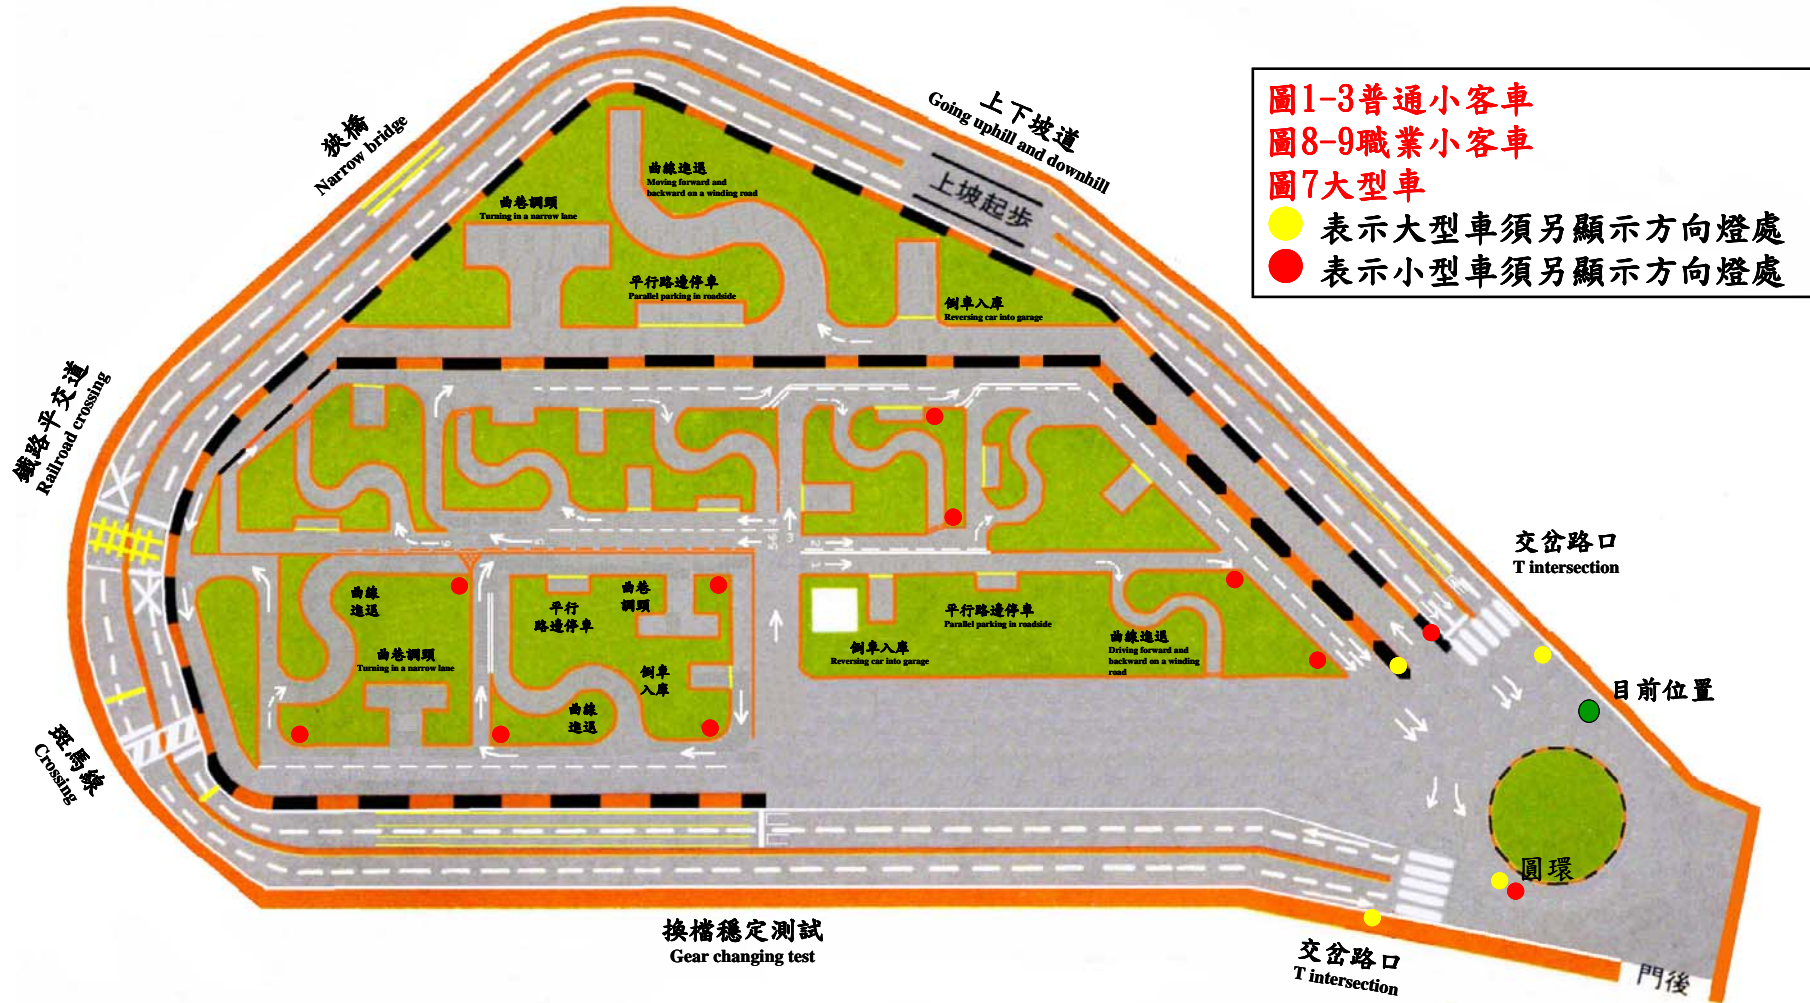 圖1-3普通小客車
圖8-9職業小客車
圖7大型車
表示大型車須另顯示方向燈處
表示小型車須另顯示方向燈處
上下坡道
Going uphill and downhill
狹橋
Narrow bridge
上坡起步
曲線進退
Moving forward and
backward on a winding road
曲巷調頭
Turning in a narrow lane
平行路邊停車
Parallel parking in roadside
倒車入庫
Reversing car into garage
鐵路平交道
Railroad crossing
交岔路口
T intersection
目前位置
圓環
曲線
進退
曲巷調頭
Turning in a narrow lane
平行
路邊停車
曲巷
調頭
倒車
入庫
曲線
進退
倒車入庫
Reversing car into garage
平行路邊停車
Parallel parking in roadside
曲線進退
Driving forward and
backward on a winding
road
6
5
5-6-4
3
2
1
斑馬線
Crossing
換檔穩定測試
Gear changing test
交岔路口
T intersection
門後